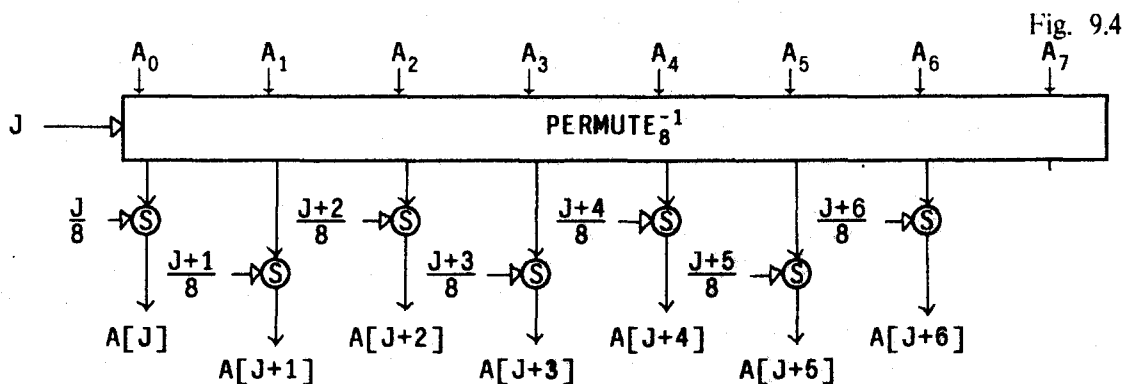 Fig. 9.4
A₀ A₁ A₂ A₃ A₄ A₅ A₆ A₇
J
PERMUTE₈⁻¹
J/8 S J+2/8 S J+4/8 S J+6/8 S
J+1/8 S J+3/8 S J+5/8 S
A[J] A[J+2] A[J+4] A[J+6]
A[J+1] A[J+3] A[J+5]